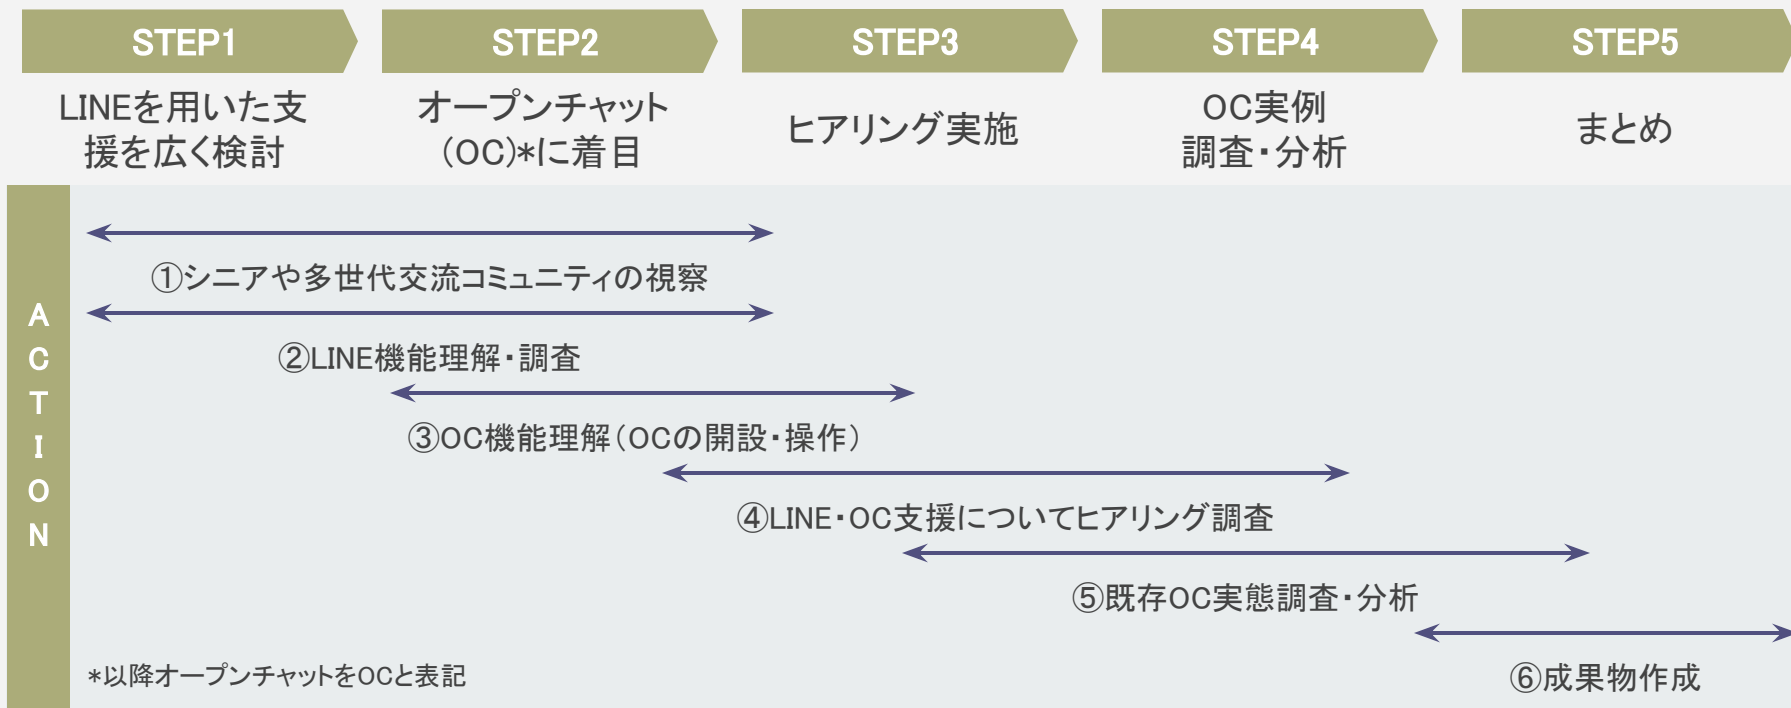 STEP1
STEP2
STEP3
STEP4
STEP5
LINEを用いた支
援を広く検討
オープンチャット
(OC)*に着目
ヒアリング実施
OC実例
調査・分析
まとめ
ACTION
①シニアや多世代交流コミュニティの視察
②LINE機能理解・調査
③OC機能理解（OCの開設・操作）
④LINE・OC支援についてヒアリング調査
⑤既存OC実態調査・分析
⑥成果物作成
*以降オープンチャットをOCと表記